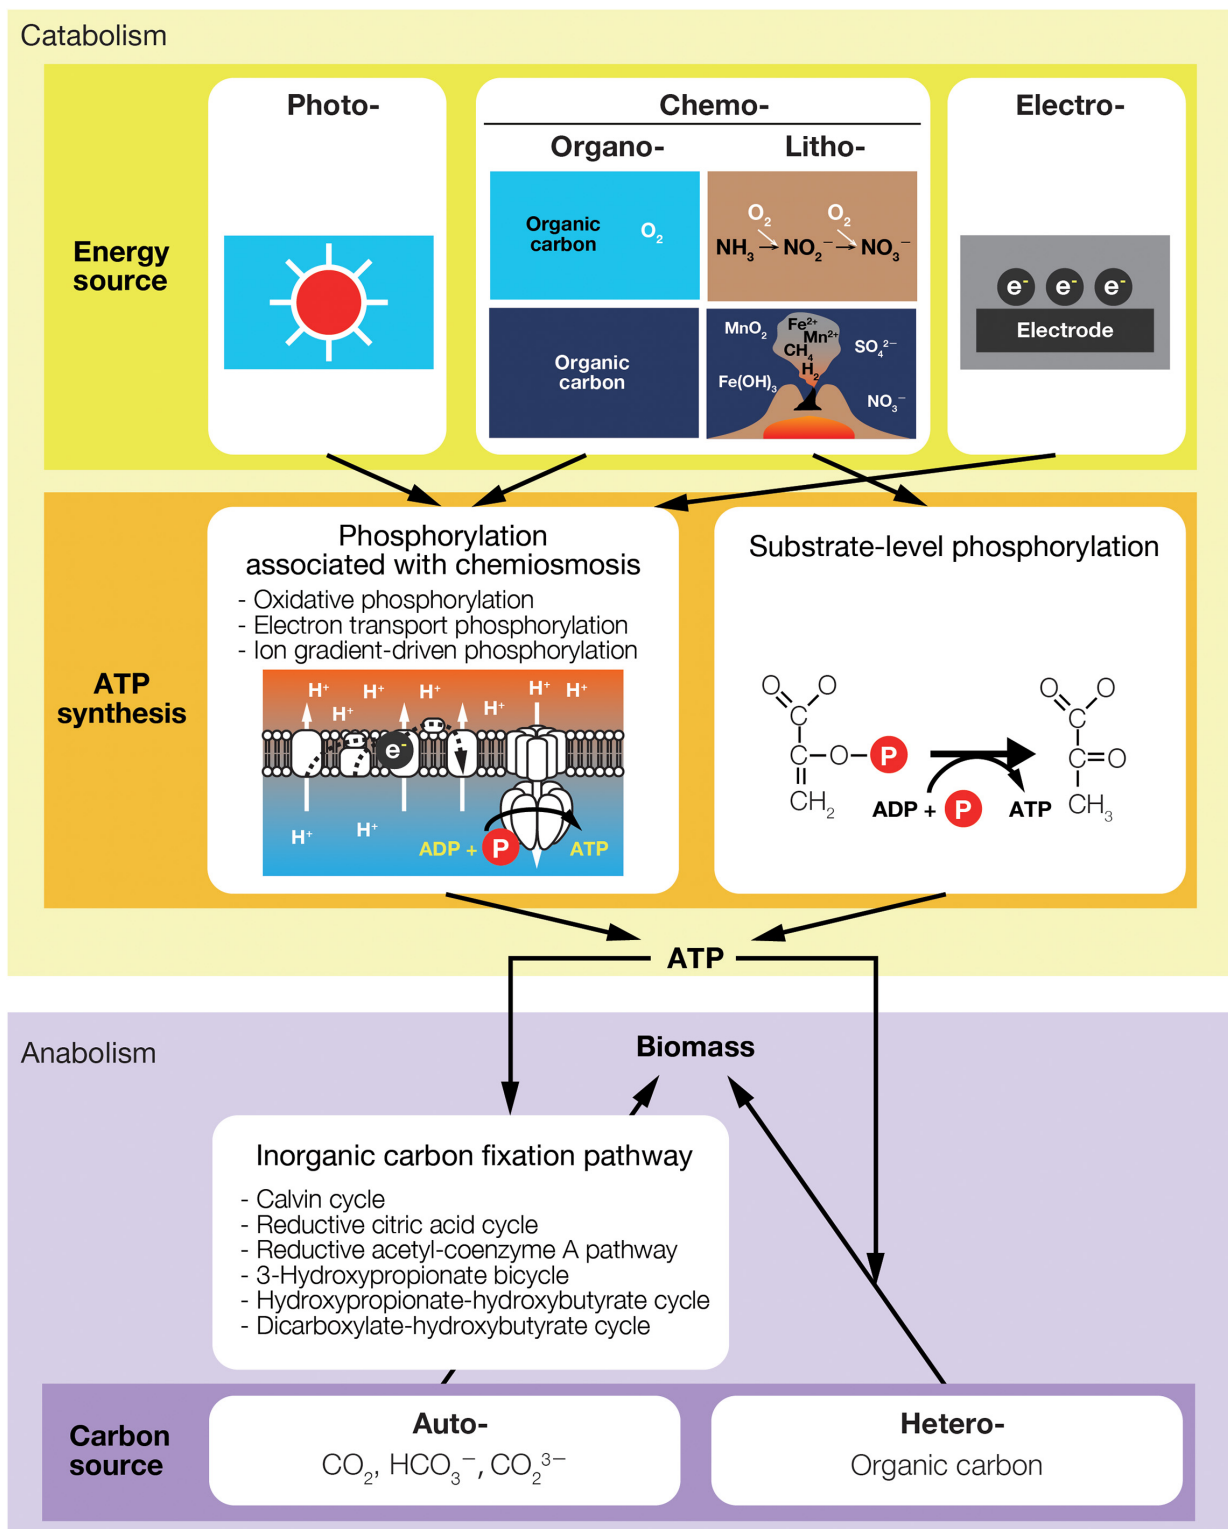 Catabolism
Energy
source
Photo-
Chemo-
Organo-
Litho-
Electro-
Organic
carbon
O₂
O₂ O₂
NH₃ → NO₂⁻ → NO₃⁻
Organic
carbon
MnO₂
Fe²⁺
Mn²⁺
CH₄
H₂
SO₄²⁻
Fe(OH)₃
NO₃⁻
e⁻ e⁻ e⁻
Electrode
ATP
synthesis
Phosphorylation
associated with chemiosmosis
- Oxidative phosphorylation
- Electron transport phosphorylation
- Ion gradient-driven phosphorylation
H⁺ H⁺ H⁺ H⁺ H⁺
H⁺ H⁺
e⁻
H⁺ H⁺
ADP + P ATP
Substrate-level phosphorylation
O O
C
C O P
CH₂
ADP + P ATP
O O
C
C O
CH₃
ATP
Anabolism
Biomass
Inorganic carbon fixation pathway
- Calvin cycle
- Reductive citric acid cycle
- Reductive acetyl-coenzyme A pathway
- 3-Hydroxypropionate bicycle
- Hydroxypropionate-hydroxybutyrate cycle
- Dicarboxylate-hydroxybutyrate cycle
Carbon
source
Auto-
CO₂, HCO₃⁻, CO₂³⁻
Hetero-
Organic carbon